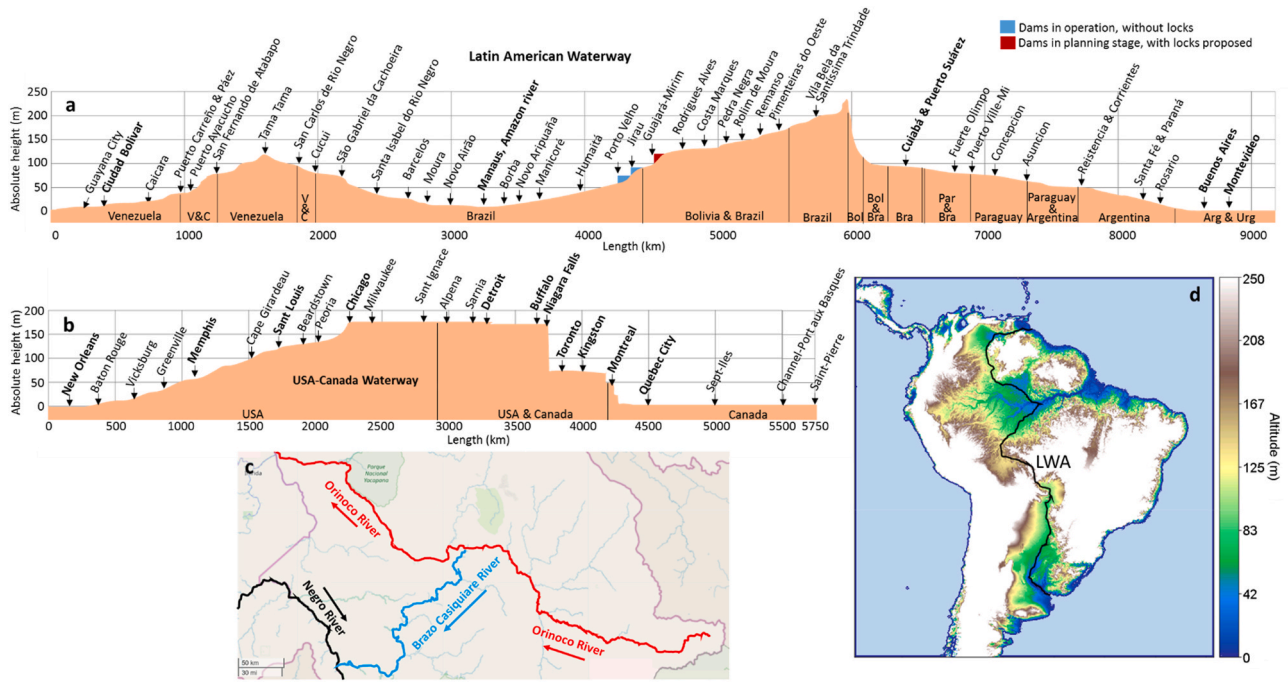 Dams in operation, without locks
Dams in planning stage, with locks proposed
Latin American Waterway
a
Absolute height (m)
250
200
150
100
50
0
Guayana City
Ciudad Bolivar
Caicara
Puerto Carreño & Páez
Puerto Ayacucho
San Fernando de Atabapo
Tama Tama
San Carlos de Rio Negro
Cucui
São Gabriel da Cachoeira
Santa Isabel do Rio Negro
Barcelos
Moura
Novo Airão
Manaus, Amazon river
Borba
Novo Aripuaña
Manicoré
Humaitá
Porto Velho
Jirau
Guajará-Mirim
Rodrigues Alves
Costa Marques
Pedra Negra
Rolim de Moura
Remanso
Pimenteiras do Oeste
Vila Bela da
Santíssima Trindade
Cuiabá & Puerto Suárez
Fuerte Ollimpo
Puerto Ville-Mi
Concepcion
Asuncion
Reistencia & Corrientes
Santa Fé & Paraná
Rosario
Buenos Aires
Montevideo
Venezuela
V&C
Venezuela
V
&
C
Brazil
Bolivia & Brazil
Brazil
Bol
Bol
&
Bra
Bra
Par
&
Bra
Paraguay
Paraguay
&
Argentina
Argentina
Arg & Urg
0
1000
2000
3000
4000
5000
6000
7000
8000
9000
Length (km)
b
Absolute height (m)
200
150
100
50
0
New Orleans
Baton Rouge
Vicksburg
Greenville
Memphis
Cape Girardeau
Sant Louis
Beardstown
Peoria
Chicago
Milwaukee
Sant Ignace
Alpena
Sarnia
Detroit
Buffalo
Niagara Falls
Toronto
Kingston
Montreal
Quebec City
Sept-Iles
Channel-Port aux Basques
Saint-Pierre
USA-Canada Waterway
USA
USA & Canada
Canada
0
500
1000
1500
2000
2500
3000
3500
4000
4500
5000
5500 5750
Length (km)
c
Parque
Nacional
Yacapana
Orinoco River
Negro River
Brazo Casiquiare River
Orinoco River
50 km
30 mi
d
LWA
250
208
167
125
83
42
0
Altitude (m)